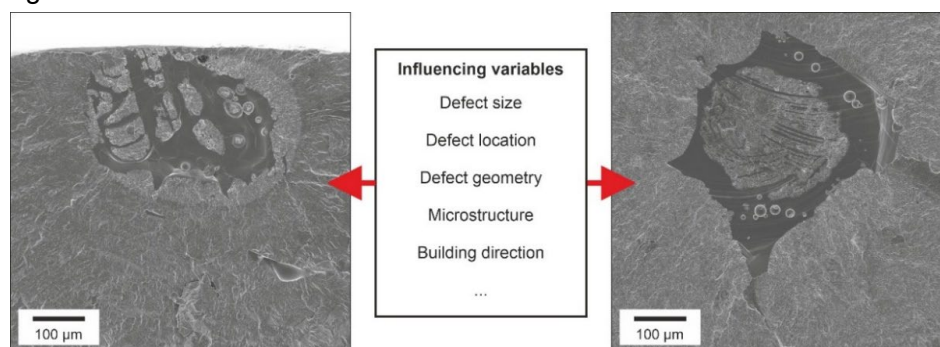 Influencing variables
Defect size
Defect location
Defect geometry
Microstructure
Building direction
...
100 µm
100 µm